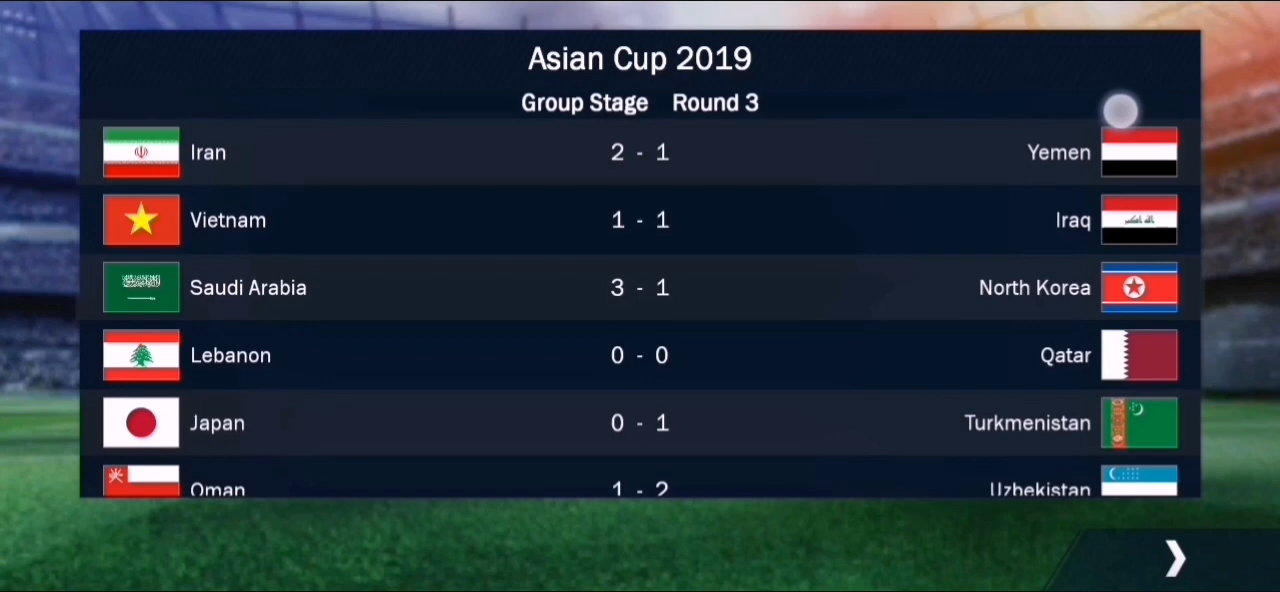 Asian Cup 2019
Group Stage Round 3
Iran 2 - 1 Yemen
Vietnam 1 - 1 Iraq
Saudi Arabia 3 - 1 North Korea
Lebanon 0 - 0 Qatar
Japan 0 - 1 Turkmenistan
Oman 1 - 2 Uzbekistan